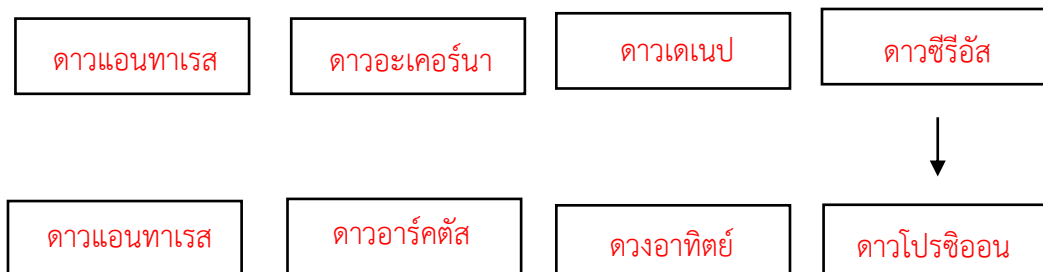 ดาวแอนทาเรส ดาวอะเคอร์นา ดาวเดเนป ดาวซีรีอัส
ดาวแอนทาเรส ดาวอาร์คตัส ดวงอาทิตย์ ดาวโปรซิออน